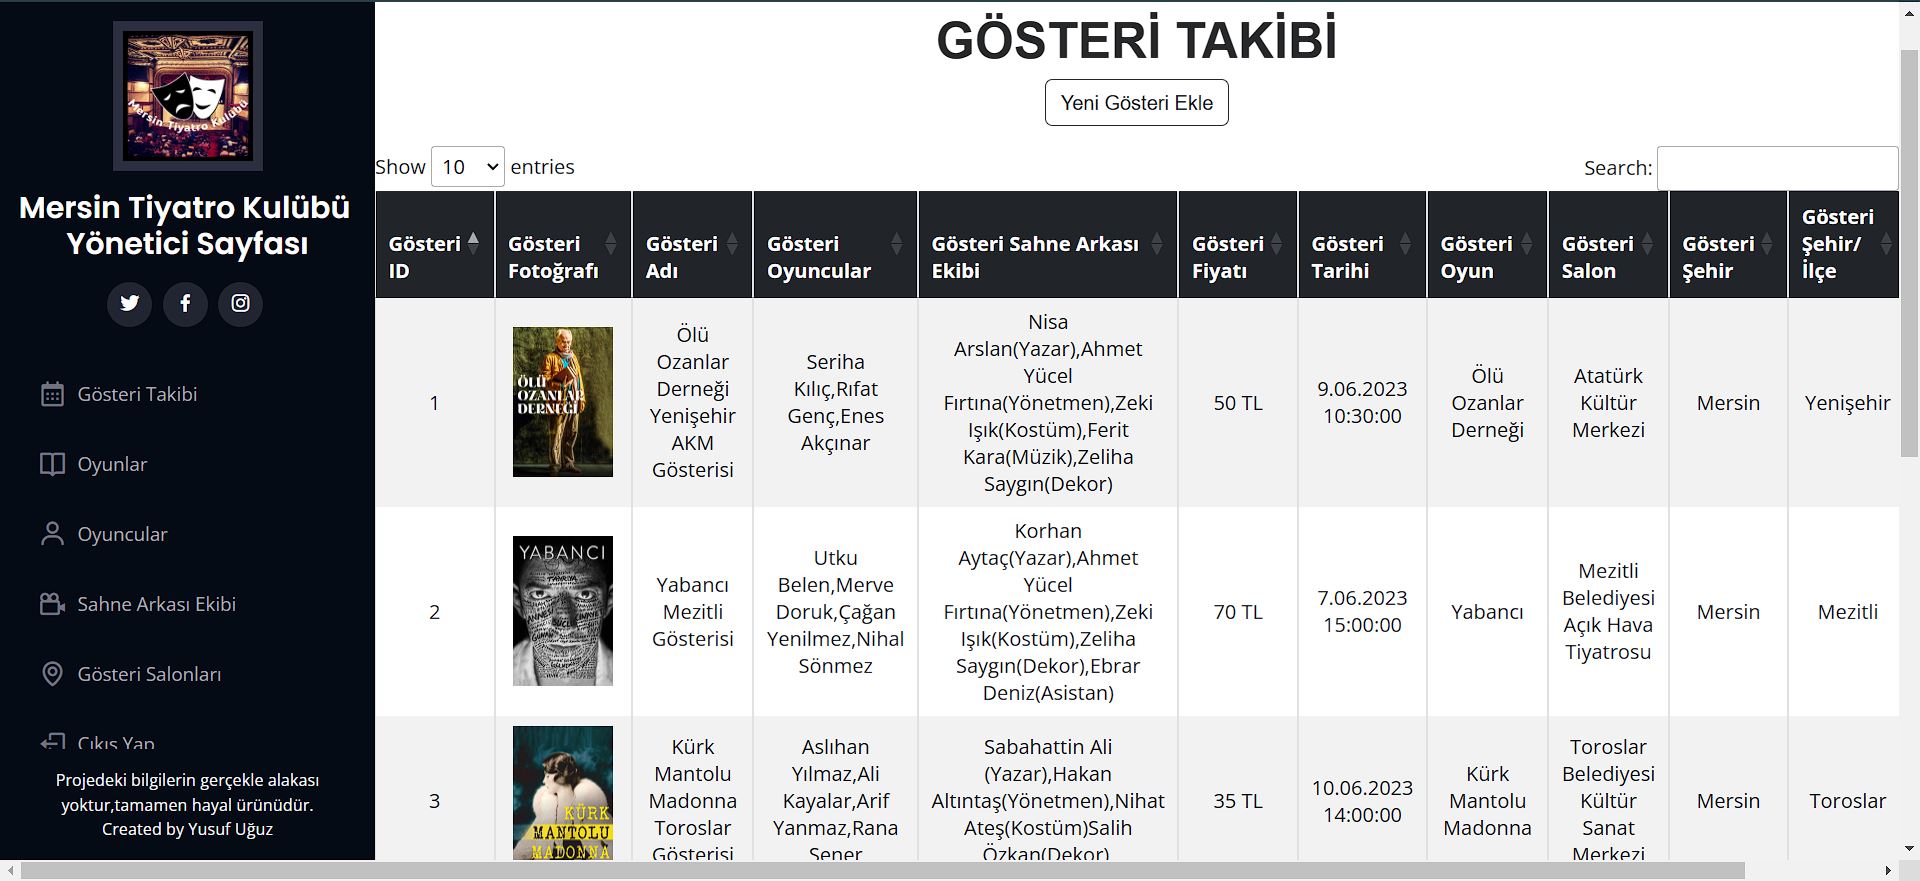 Mersin Tiyatro Kulübü
Mersin Tiyatro Kulübü
Yönetici Sayfası
Gösteri Takibi
Oyunlar
Oyuncular
Sahne Arkası Ekibi
Gösteri Salonları
Çıkış Yap
Projedeki bilgilerin gerçekle alakası
yoktur,tamamen hayal ürünüdür.
Created by Yusuf Uğuz
GÖSTERİ TAKİBİ
Yeni Gösteri Ekle
Show 10 entries
Search:
Gösteri
ID
Gösteri
Fotoğrafı
Gösteri
Adı
Gösteri
Oyuncular
Gösteri Sahne Arkası
Ekibi
Gösteri
Fiyatı
Gösteri
Tarihi
Gösteri
Oyun
Gösteri
Salon
Gösteri
Şehir
Gösteri
Şehir/
İlçe
1
ÖLÜ
OZANLAR
DERNEĞİ
Ölü
Ozanlar
Derneği
Yenişehir
AKM
Gösterisi
Seriha
Kılıç,Rıfat
Genç,Enes
Akçınar
Nisa
Arslan(Yazar),Ahmet
Yücel
Fırtına(Yönetmen),Zeki
Işık(Kostüm),Ferit
Kara(Müzik),Zeliha
Saygın(Dekor)
50 TL
9.06.2023
10:30:00
Ölü
Ozanlar
Derneği
Atatürk
Kültür
Merkezi
Mersin
Yenişehir
2
YABANCI
Yabancı
Mezitli
Gösterisi
Utku
Belen,Merve
Doruk,Çağan
Yenilmez,Nihal
Sönmez
Korhan
Aytaç(Yazar),Ahmet
Yücel
Fırtına(Yönetmen),Zeki
Işık(Kostüm),Zeliha
Saygın(Dekor),Ebrar
Deniz(Asistan)
70 TL
7.06.2023
15:00:00
Yabancı
Mezitli
Belediyesi
Açık Hava
Tiyatrosu
Mersin
Mezitli
3
KÜRK
MANTOLU
MADONNA
Kürk
Mantolu
Madonna
Toroslar
Gösterisi
Aslıhan
Yılmaz,Ali
Kayalar,Arif
Yanmaz,Rana
Şener
Sabahattin Ali
(Yazar),Hakan
Altıntaş(Yönetmen),Nihat
Ateş(Kostüm)Salih
Özkan(Dekor)
35 TL
10.06.2023
14:00:00
Kürk
Mantolu
Madonna
Toroslar
Belediyesi
Kültür
Sanat
Merkezi
Mersin
Toroslar